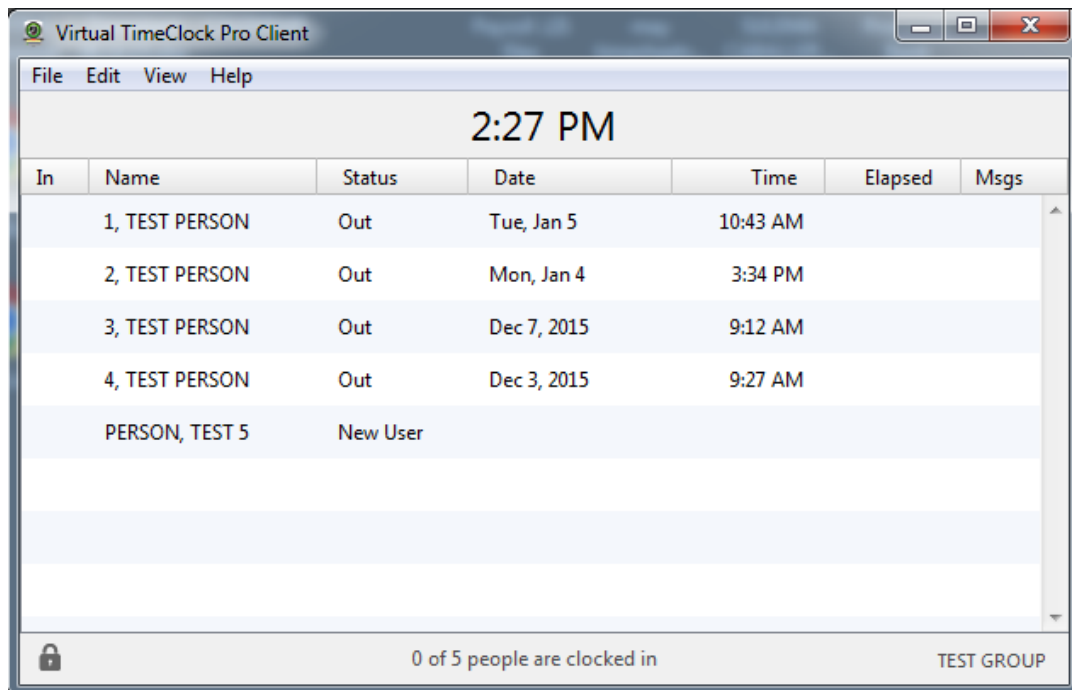 Virtual TimeClock Pro Client
File Edit View Help
2:27 PM
In Name Status Date Time Elapsed Msgs
1, TEST PERSON Out Tue, Jan 5 10:43 AM
2, TEST PERSON Out Mon, Jan 4 3:34 PM
3, TEST PERSON Out Dec 7, 2015 9:12 AM
4, TEST PERSON Out Dec 3, 2015 9:27 AM
PERSON, TEST 5 New User
0 of 5 people are clocked in TEST GROUP